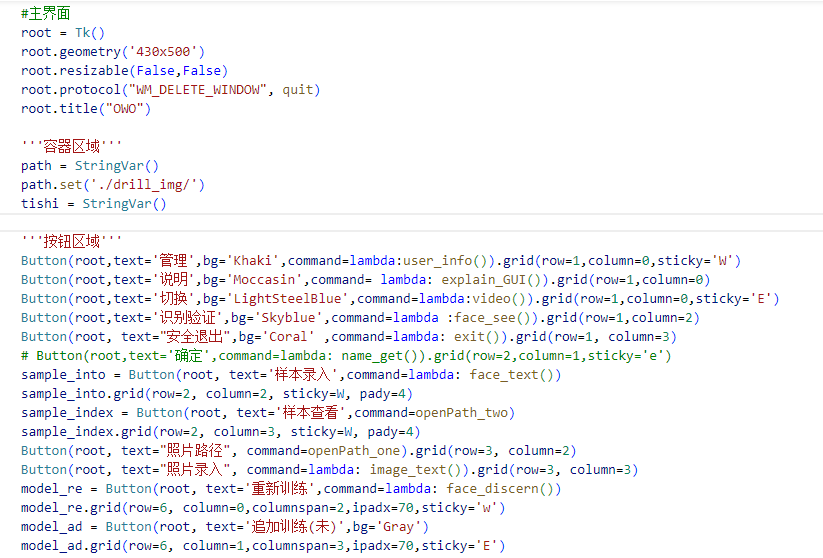 #主界面
root = Tk()
root.geometry('430x500')
root.resizable(False,False)
root.protocol("WM_DELETE_WINDOW", quit)
root.title("OWO")
'''容器区域'''
path = StringVar()
path.set('./drill_img/')
tishi = StringVar()
'''按钮区域'''
Button(root,text='管理',bg='Khaki',command=lambda:user_info()).grid(row=1,column=0,sticky='W')
Button(root,text='说明',bg='Moccasin',command= lambda: explain_GUI()).grid(row=1,column=0)
Button(root,text='切换',bg='LightSteelBlue',command=lambda:video()).grid(row=1,column=0,sticky='E')
Button(root,text='识别验证',bg='Skyblue',command=lambda :face_see()).grid(row=1,column=2)
Button(root, text="安全退出",bg='Coral' ,command=lambda: exit()).grid(row=1, column=3)
# Button(root,text='确定',command=lambda: name_get()).grid(row=2,column=1,sticky='e')
sample_into = Button(root, text='样本录入',command=lambda: face_text())
sample_into.grid(row=2, column=2, sticky=W, pady=4)
sample_index = Button(root, text='样本查看',command=openPath_two)
sample_index.grid(row=2, column=3, sticky=W, pady=4)
Button(root, text="照片路径", command=openPath_one).grid(row=3, column=2)
Button(root, text="照片录入", command=lambda: image_text()).grid(row=3, column=3)
model_re = Button(root, text='重新训练',command=lambda: face_discern())
model_re.grid(row=6, column=0,columnspan=2,ipadx=70,sticky='w')
model_ad = Button(root, text='追加训练(未)',bg='Gray')
model_ad.grid(row=6, column=1,columnspan=3,ipadx=70,sticky='E')